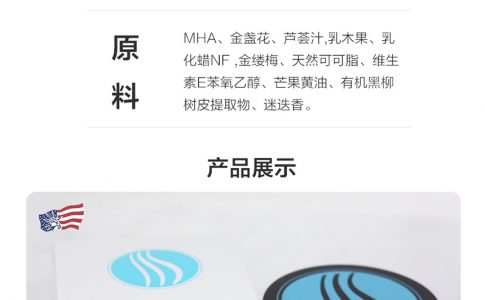 原
料
MHA、金盏花、芦荟汁,乳木果、乳
化蜡NF ,金缕梅、天然可可脂、维生
素E苯氧乙醇、芒果黄油、有机黑柳
树皮提取物、迷迭香。
产品展示